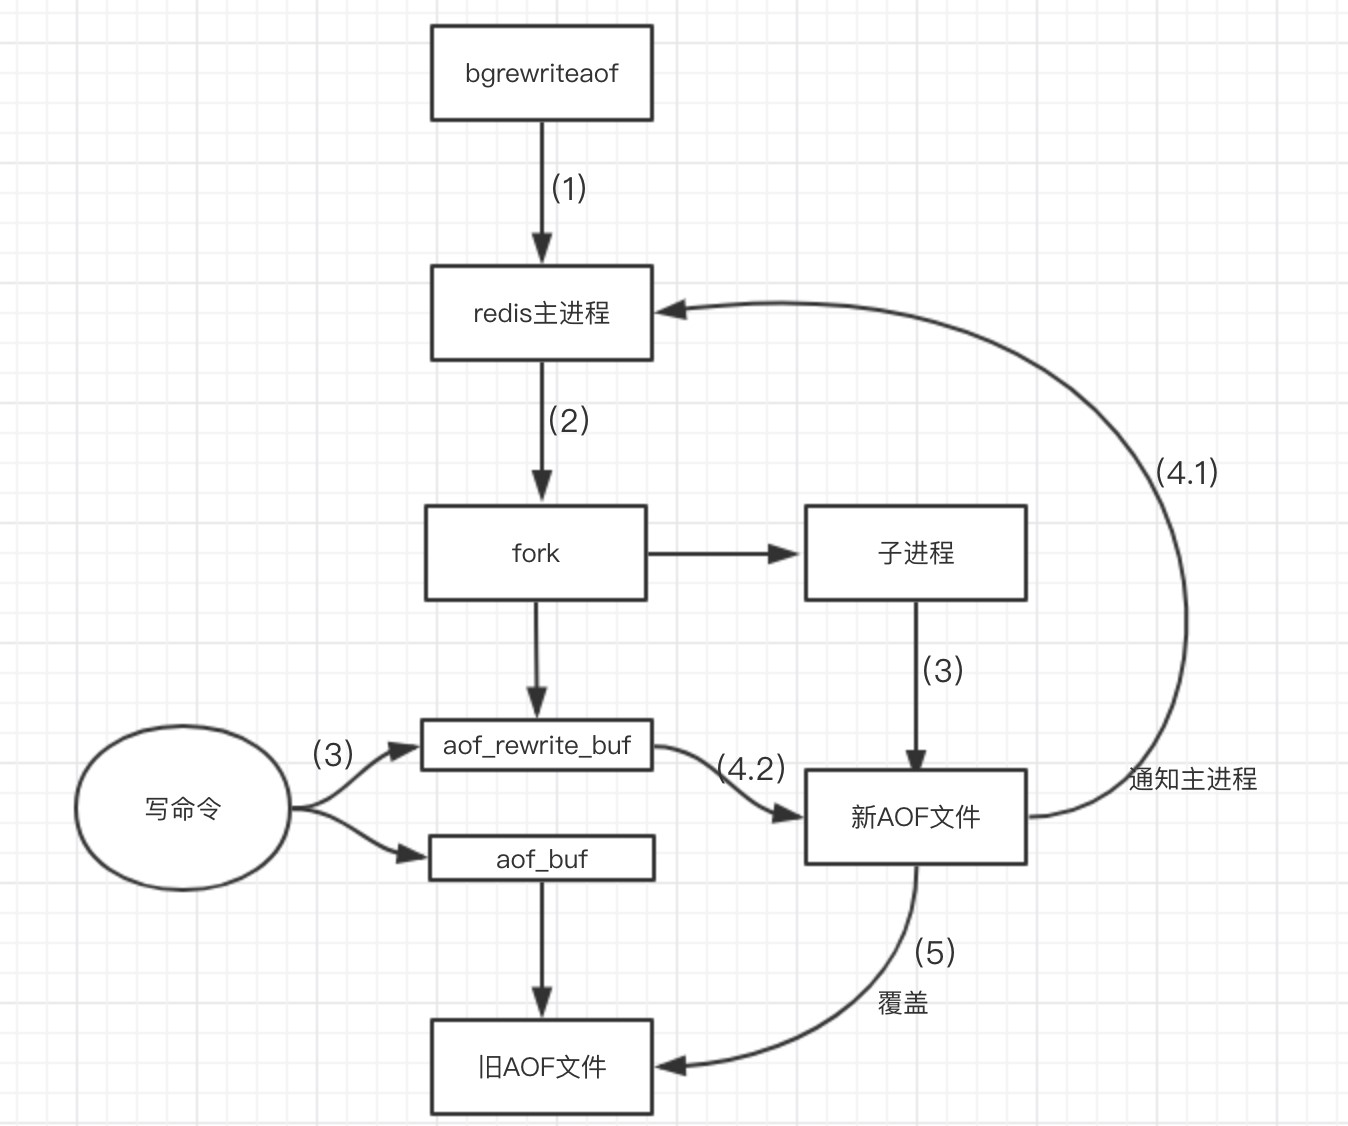 bgrewriteaof
(1)
redis主进程
(2)
(4.1)
fork
子进程
(3)
aof_rewrite_buf
(3)
(4.2)
通知主进程
写命令
新AOF文件
aof_buf
(5)
覆盖
旧AOF文件